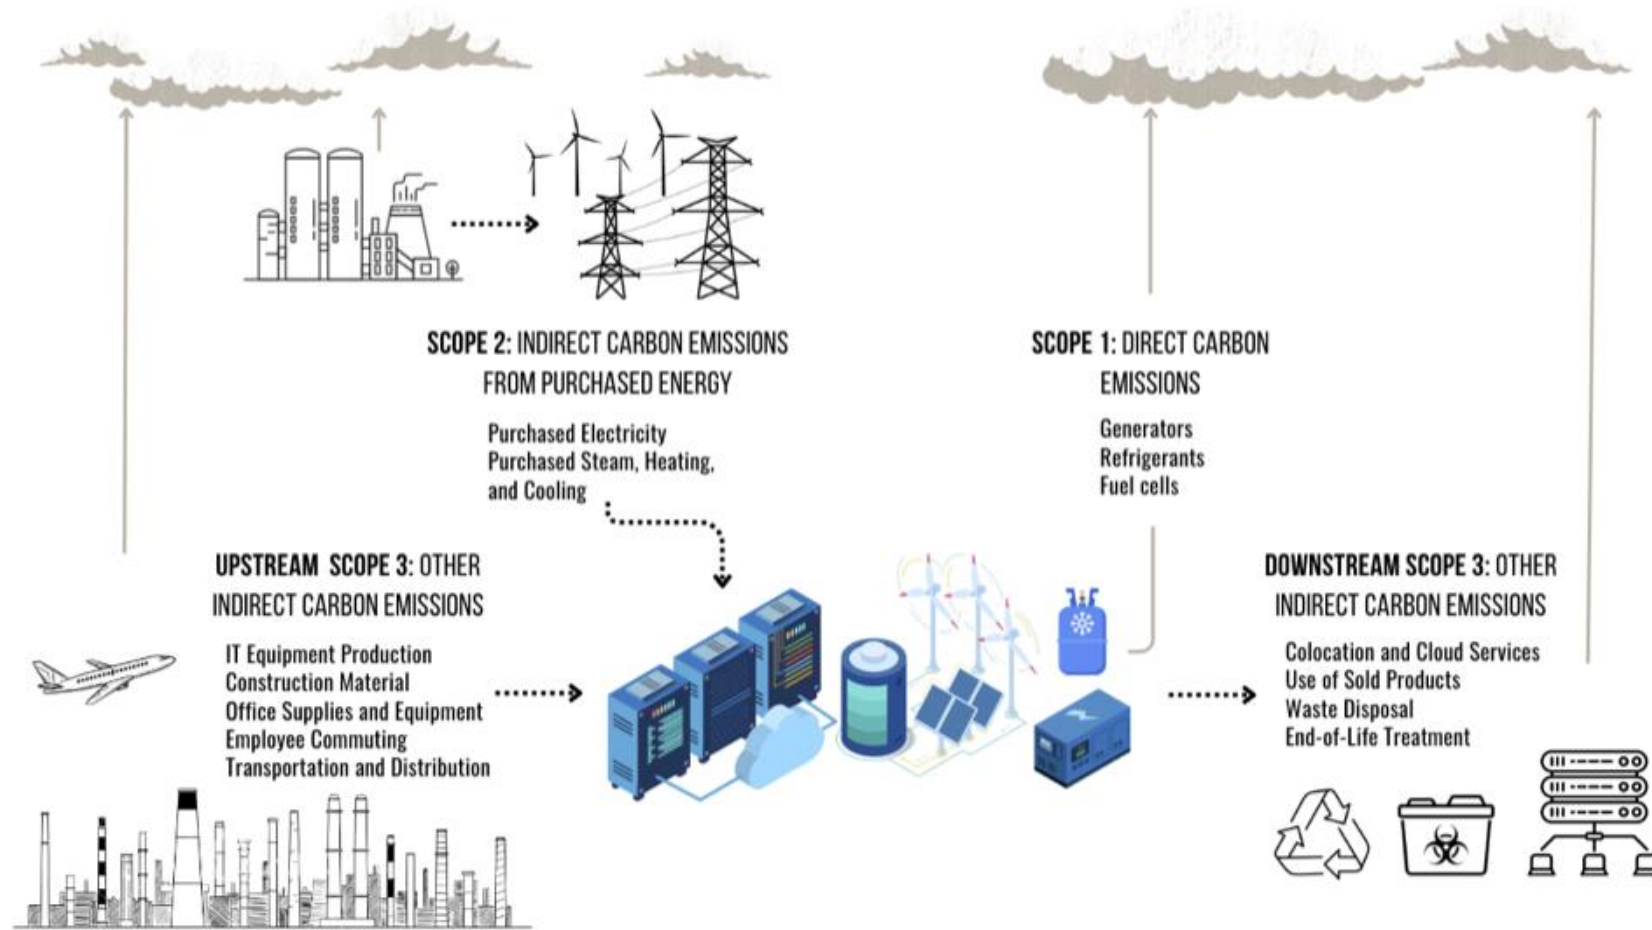 SCOPE 2: INDIRECT CARBON EMISSIONS
FROM PURCHASED ENERGY
Purchased Electricity
Purchased Steam, Heating,
and Cooling
SCOPE 1: DIRECT CARBON
EMISSIONS
Generators
Refrigerants
Fuel cells
UPSTREAM SCOPE 3: OTHER
INDIRECT CARBON EMISSIONS
IT Equipment Production
Construction Material
Office Supplies and Equipment
Employee Commuting
Transportation and Distribution
DOWNSTREAM SCOPE 3: OTHER
INDIRECT CARBON EMISSIONS
Colocation and Cloud Services
Use of Sold Products
Waste Disposal
End-of-Life Treatment